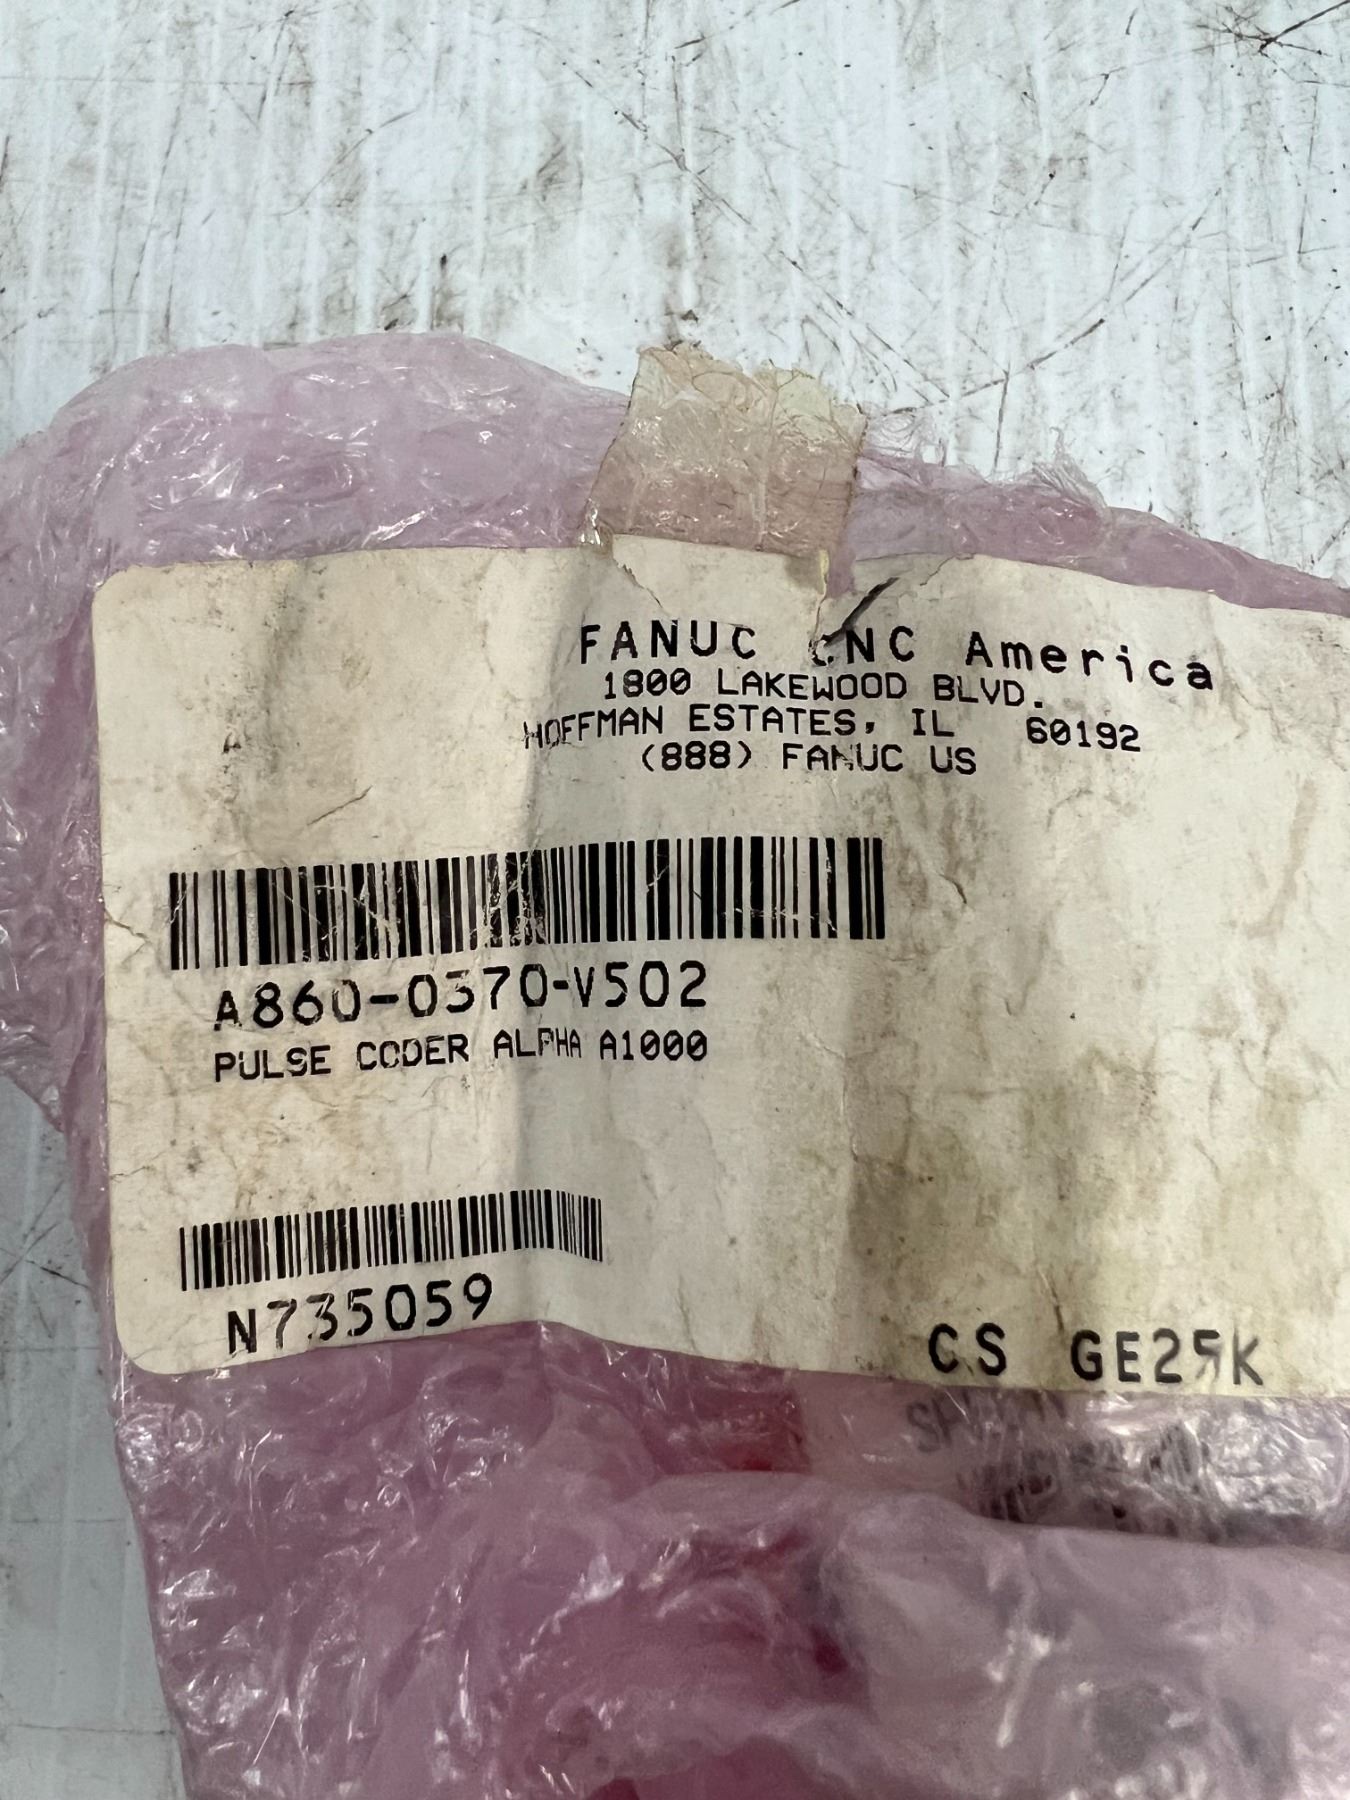 FANUC CNC America
1800 LAKEWOOD BLVD.
HOFFMAN ESTATES, IL 60192
(888) FANUC US
A860-0370-V502
PULSE CODER ALPHA A1000
N735059
CS GE25K